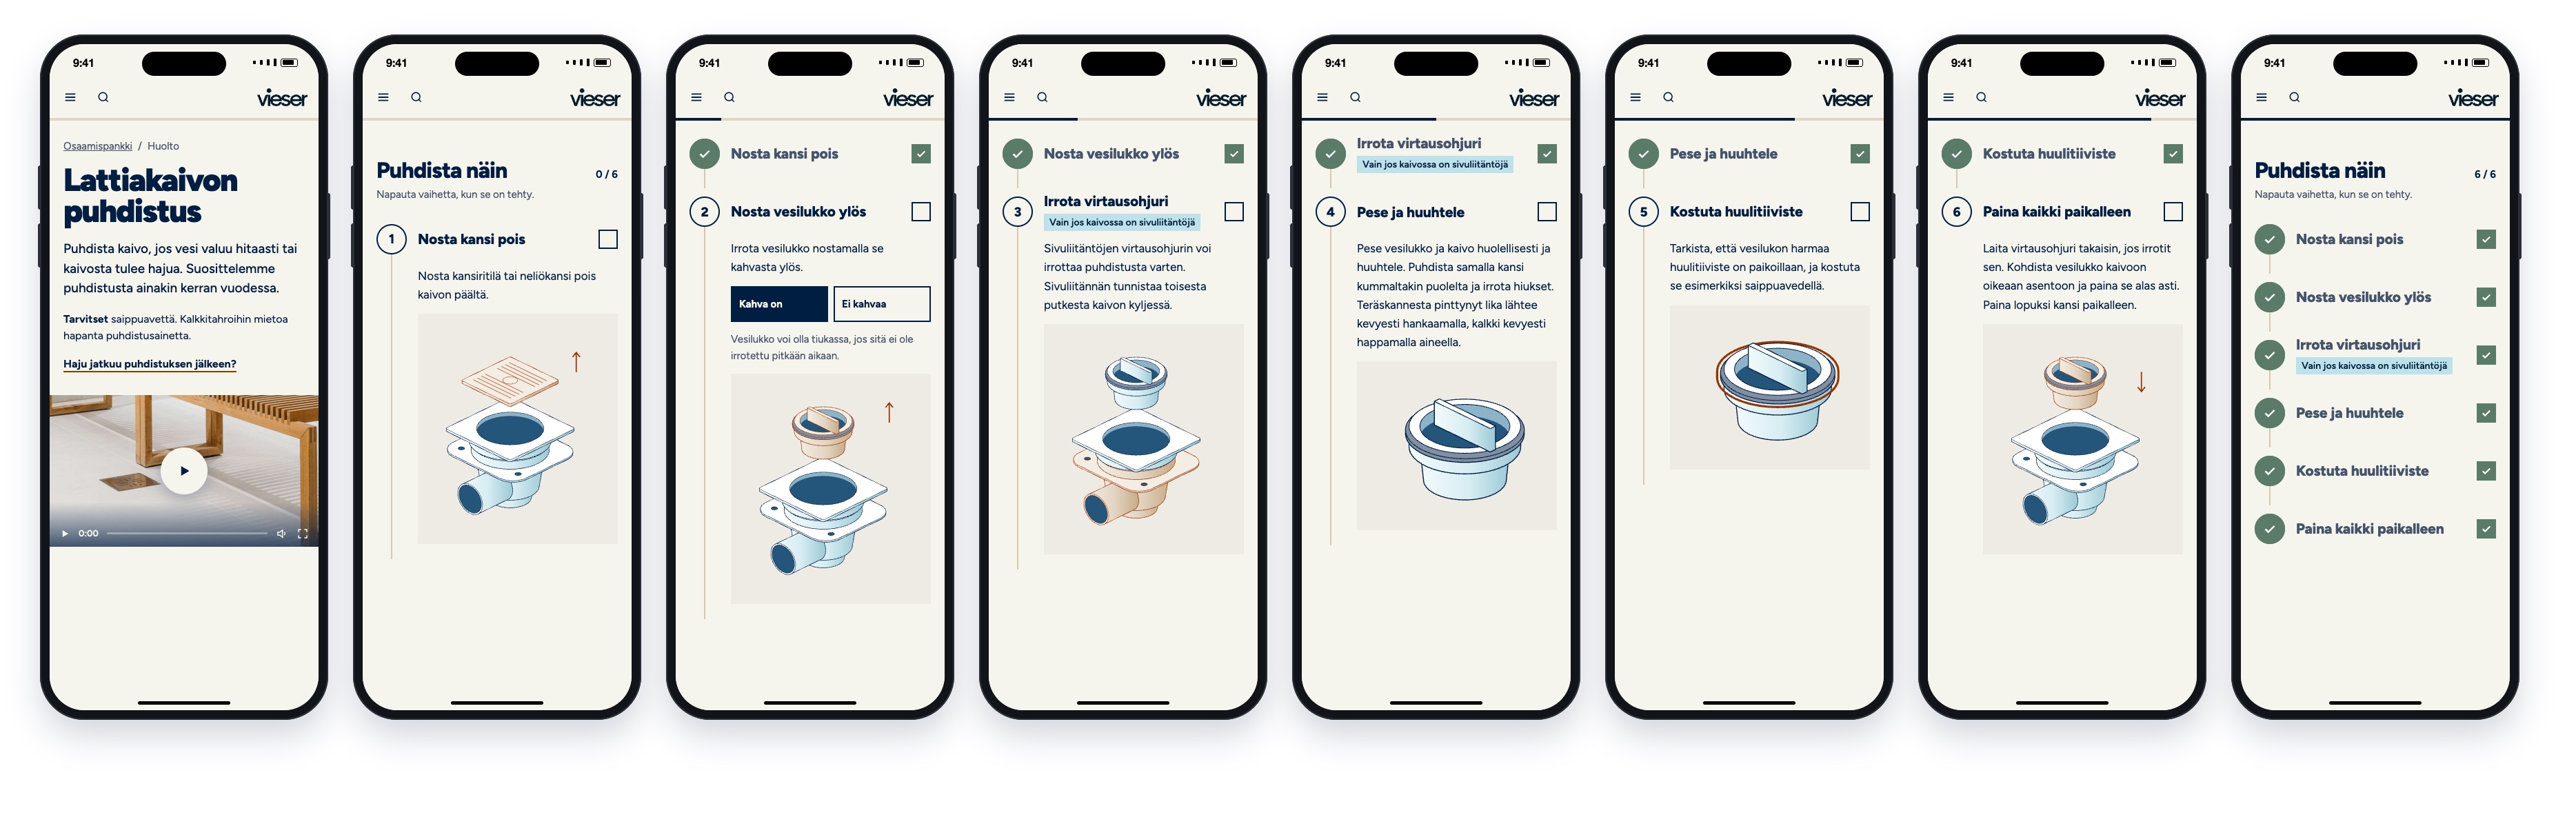 9:41
vieser
Osaamispankki / Huolto
Lattiakaivon
puhdistus
Puhdista kaivo, jos vesi valuu hitaasti tai
kaivosta tulee hajua. Suosittelemme
puhdistusta ainakin kerran vuodessa.
Tarvitset saippuavettä. Kalkkitahroihin mietoa
hapanta puhdistusainetta.
Haju jatkuu puhdistuksen jälkeen?
0:00
9:41
vieser
Puhdista näin
0 / 6
Napauta vaihetta, kun se on tehty.
1
Nosta kansi pois
Nosta kansiritilä tai neliökansi pois
kaivon päältä.
9:41
vieser
Nosta kansi pois
2
Nosta vesilukko ylös
Irrota vesilukko nostamalla se
kahvasta ylös.
Kahva on
Ei kahvaa
Vesilukko voi olla tiukassa, jos sitä ei ole
irrotettu pitkään aikaan.
9:41
vieser
Nosta vesilukko ylös
3
Irrota virtausohjuri
Vain jos kaivossa on sivuliitäntöjä
Sivuliitäntöjen virtausohjurin voi
irrottaa puhdistusta varten.
Sivuliitännän tunnistaa toisesta
putkesta kaivon kyljessä.
9:41
vieser
Irrota virtausohjuri
Vain jos kaivossa on sivuliitäntöjä
4
Pese ja huuhtele
Pese vesilukko ja kaivo huolellisesti ja
huuhtele. Puhdista samalla kansi
kummaltakin puolelta ja irrota hiukset.
Teräskannesta pinttynyt lika lähtee
kevyesti hankaamalla, kalkki kevyesti
happamalla aineella.
9:41
vieser
Pese ja huuhtele
5
Kostuta huulitiiviste
Tarkista, että vesilukon harmaa
huulitiiviste on paikoillaan, ja kostuta
se esimerkiksi saippuavedellä.
9:41
vieser
Kostuta huulitiiviste
6
Paina kaikki paikalleen
Laita virtausohjuri takaisin, jos irrotit
sen. Kohdista vesilukko kaivoon
oikeaan asentoon ja paina se alas asti.
Paina lopuksi kansi paikalleen.
9:41
vieser
Puhdista näin
6 / 6
Napauta vaihetta, kun se on tehty.
Nosta kansi pois
Nosta vesilukko ylös
Irrota virtausohjuri
Vain jos kaivossa on sivuliitäntöjä
Pese ja huuhtele
Kostuta huulitiiviste
Paina kaikki paikalleen